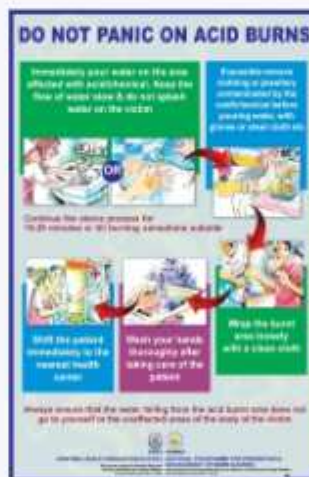 DO NOT PANIC ON ACID BURNS
Immediately pour water on the area
affected with acid/chemical. Keep the
flow of water slow & do not splash
water on the victim
If possible remove
clothing or jewellery
contaminated by the
acid/chemical before
pouring water, with
gloves or clean cloth etc
OR
Continue the above process for
minutes or till burning sensations subside
Wrap the burnt
area loosely
with a clean cloth
Wash your hands
thoroughly after
taking care of the
patient
Shift the patient
immediately to the
nearest health
center
Always ensure that the water falling from the acid burnt area does not
go to yourself or the unaffected areas of the body of the victim